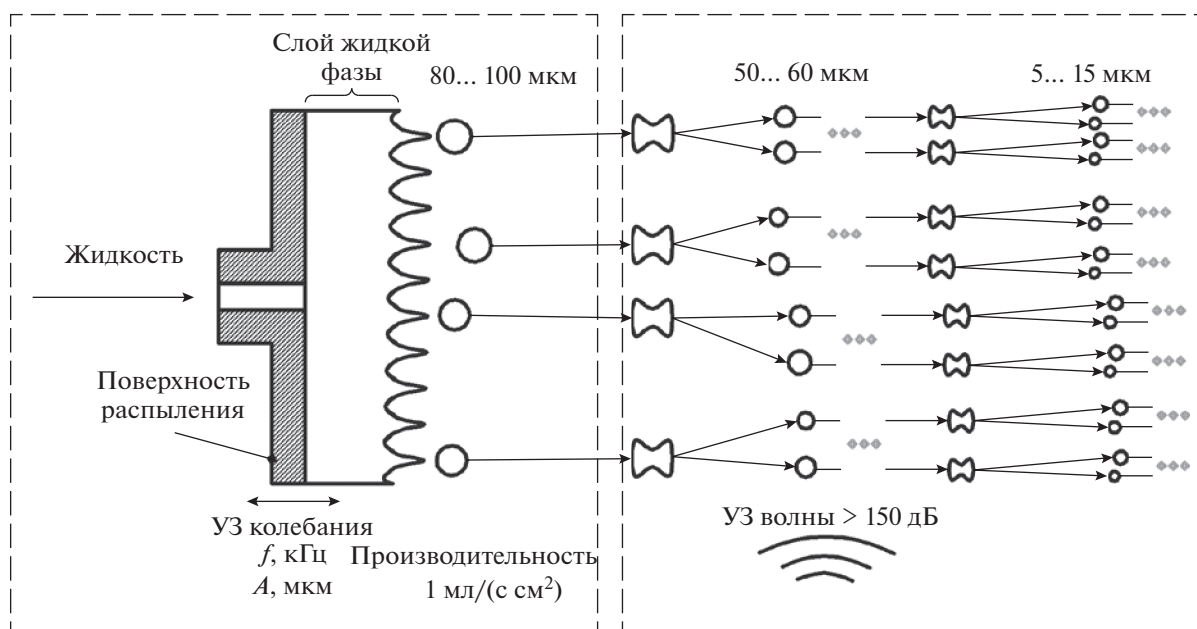 Слой жидкой
фазы
80... 100 мкм
50... 60 мкм
5... 15 мкм
Жидкость
Поверхность
распыления
УЗ колебания
f, кГц
A, мкм
Производительность
1 мл/(с см²)
УЗ волны > 150 дБ